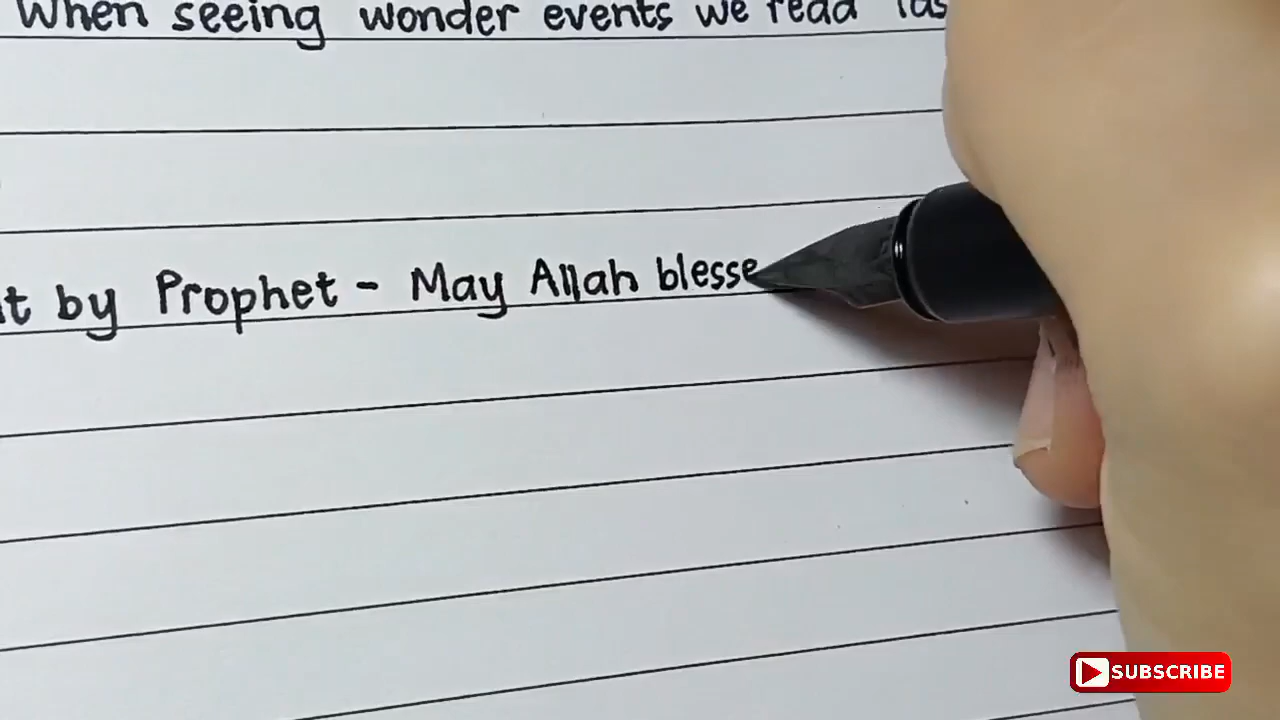 When seeing wonder events we read
by Prophet - May Allah blesse
SUBSCRIBE